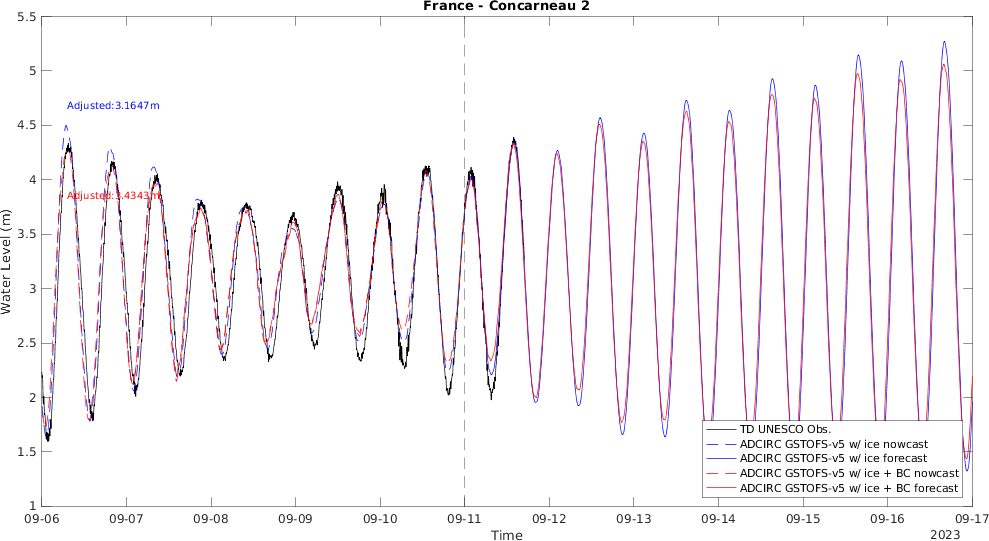 France - Concarneau 2
5.5
5
4.5
4
3.5
3
2.5
2
1.5
1
Water Level (m)
Adjusted:3.1647m
Adjusted:3.4343m
TD UNESCO Obs.
ADCIRC GSTOFS-v5 w/ ice nowcast
ADCIRC GSTOFS-v5 w/ ice forecast
ADCIRC GSTOFS-v5 w/ ice + BC nowcast
ADCIRC GSTOFS-v5 w/ ice + BC forecast
09-06 09-07 09-08 09-09 09-10 09-11 09-12 09-13 09-14 09-15 09-16 09-17
Time
2023